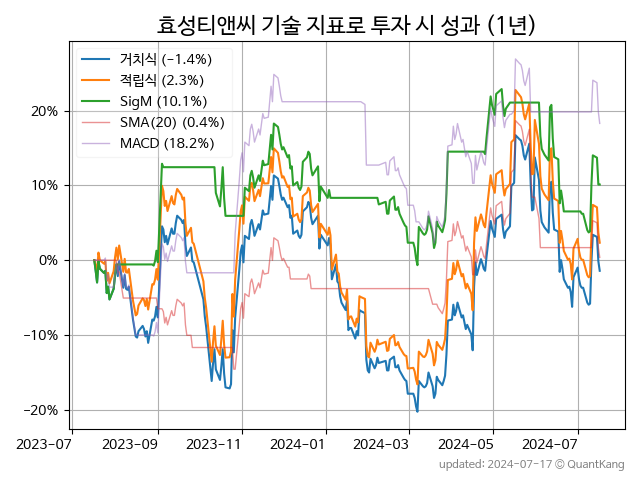 효성티앤씨 기술 지표로 투자 시 성과 (1년)
거치식 (−1.4%)
적립식 (2.3%)
SigM (10.1%)
SMA(20) (0.4%)
MACD (18.2%)
20%
10%
0%
−10%
−20%
2023-07 2023-09 2023-11 2024-01 2024-03 2024-05 2024-07
updated: 2024-07-17 © QuantKang